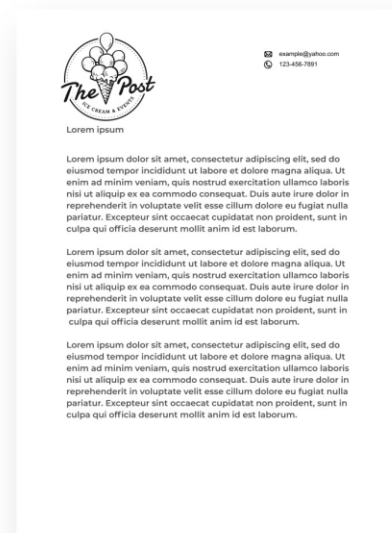 The Post
ICE CREAM & EVENTS
example@yahoo.com
123-456-7891
Lorem ipsum
Lorem ipsum dolor sit amet, consectetur adipiscing elit, sed do
eiusmod tempor incididunt ut labore et dolore magna aliqua. Ut
enim ad minim veniam, quis nostrud exercitation ullamco laboris
nisi ut aliquip ex ea commodo consequat. Duis aute irure dolor in
reprehenderit in voluptate velit esse cillum dolore eu fugiat nulla
pariatur. Excepteur sint occaecat cupidatat non proident, sunt in
culpa qui officia deserunt mollit anim id est laborum.
Lorem ipsum dolor sit amet, consectetur adipiscing elit, sed do
eiusmod tempor incididunt ut labore et dolore magna aliqua. Ut
enim ad minim veniam, quis nostrud exercitation ullamco laboris
nisi ut aliquip ex ea commodo consequat. Duis aute irure dolor in
reprehenderit in voluptate velit esse cillum dolore eu fugiat nulla
pariatur. Excepteur sint occaecat cupidatat non proident, sunt in
culpa qui officia deserunt mollit anim id est laborum.
Lorem ipsum dolor sit amet, consectetur adipiscing elit, sed do
eiusmod tempor incididunt ut labore et dolore magna aliqua. Ut
enim ad minim veniam, quis nostrud exercitation ullamco laboris
nisi ut aliquip ex ea commodo consequat. Duis aute irure dolor in
reprehenderit in voluptate velit esse cillum dolore eu fugiat nulla
pariatur. Excepteur sint occaecat cupidatat non proident, sunt in
culpa qui officia deserunt mollit anim id est laborum.